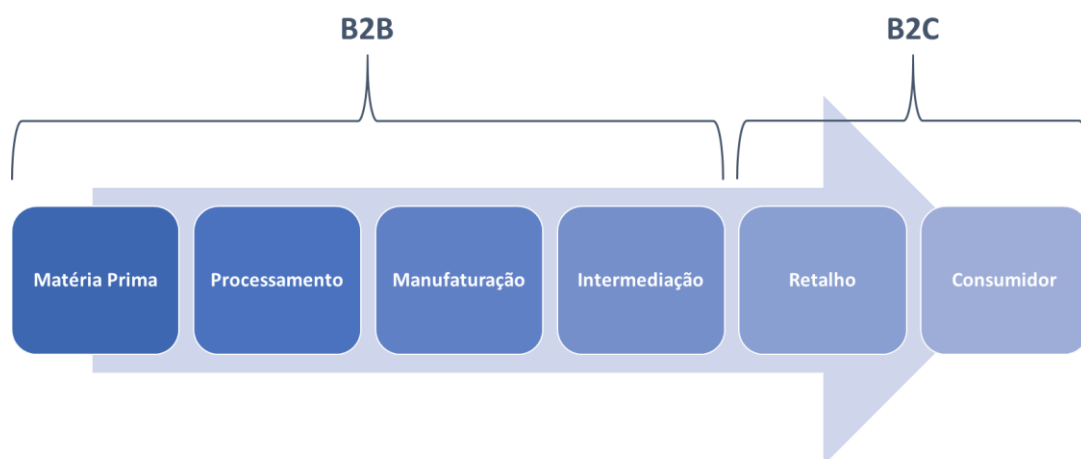 B2B
B2C
Matéria Prima
Processamento
Manufaturação
Intermediação
Retalho
Consumidor